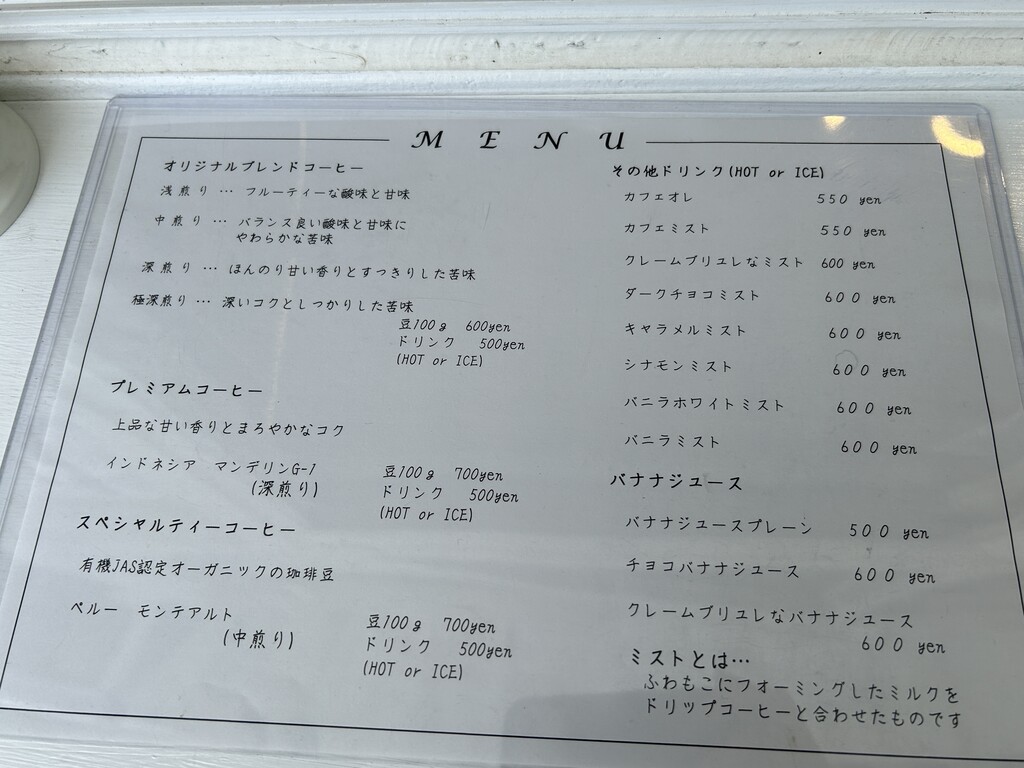 MENU
オリジナルブレンドコーヒー
浅煎り … フルーティーな酸味と甘味
中煎り … バランス良い酸味と甘味に
やわらかな苦味
深煎り … ほんのり甘い香りとすっきりした苦味
極深煎り … 深いコクとしっかりした苦味
豆100g 600yen
ドリンク 500yen
(HOT or ICE)
プレミアムコーヒー
上品な甘い香りとまろやかなコク
インドネシア マンデリンG-1
(深煎り)
豆100g 700yen
ドリンク 500yen
(HOT or ICE)
スペシャルティーコーヒー
有機JAS認定オーガニックの珈琲豆
ペルー モンテアルト
(中煎り)
豆100g 700yen
ドリンク 500yen
(HOT or ICE)
その他ドリンク(HOT or ICE)
カフェオレ 550 yen
カフェミスト 550 yen
クレームブリュレなミスト 600 yen
ダークチョコミスト 600 yen
キャラメルミスト 600 yen
シナモンミスト 600 yen
バニラホワイトミスト 600 yen
バニラミスト 600 yen
バナナジュース
バナナジュースプレーン 500 yen
チョコバナナジュース 600 yen
クレームブリュレなバナナジュース
600 yen
ミストとは…
ふわもこにフォーミングしたミルクを
ドリップコーヒーと合わせたものです